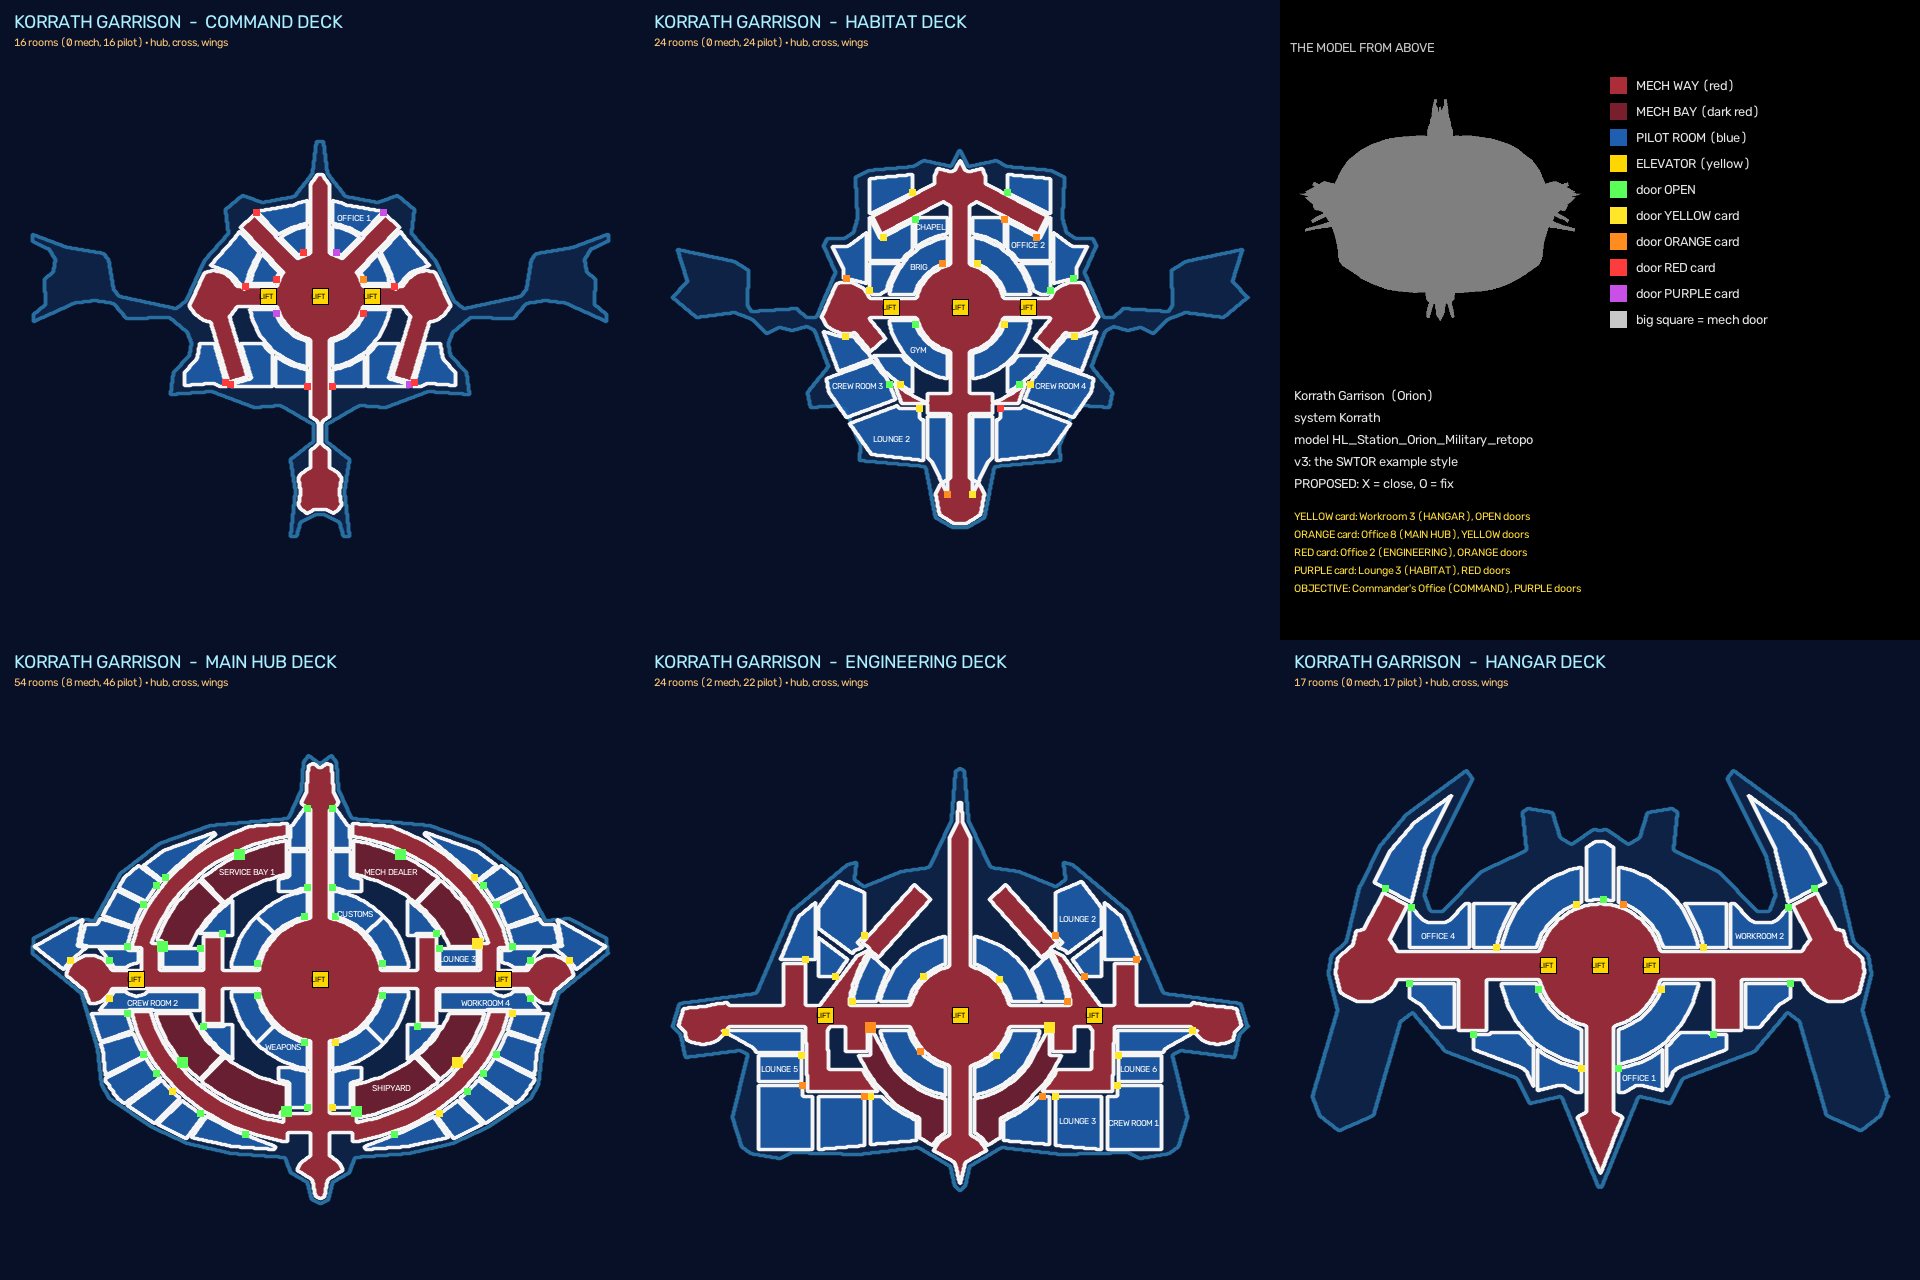 KORRATH GARRISON - COMMAND DECK
16 rooms (0 mech, 16 pilot) • hub, cross, wings
OFFICE 1
LIFT
LIFT
LIFT
KORRATH GARRISON - HABITAT DECK
24 rooms (0 mech, 24 pilot) • hub, cross, wings
CHAPEL
OFFICE 2
BRIG
LIFT
LIFT
LIFT
GYM
CREW ROOM 3
CREW ROOM 4
LOUNGE 2
THE MODEL FROM ABOVE
MECH WAY (red)
MECH BAY (dark red)
PILOT ROOM (blue)
ELEVATOR (yellow)
door OPEN
door YELLOW card
door ORANGE card
door RED card
door PURPLE card
big square = mech door
Korrath Garrison (Orion)
system Korrath
model HL_Station_Orion_Military_retopo
v3: the SWTOR example style
PROPOSED: X = close, O = fix
YELLOW card: Workroom 3 (HANGAR), OPEN doors
ORANGE card: Office 8 (MAIN HUB), YELLOW doors
RED card: Office 2 (ENGINEERING), ORANGE doors
PURPLE card: Lounge 3 (HABITAT), RED doors
OBJECTIVE: Commander's Office (COMMAND), PURPLE doors
KORRATH GARRISON - MAIN HUB DECK
54 rooms (8 mech, 46 pilot) • hub, cross, wings
SERVICE BAY 1
MECH DEALER
CUSTOMS
LOUNGE 3
LIFT
LIFT
LIFT
CREW ROOM 2
WORKROOM 4
WEAPONS
SHIPYARD
KORRATH GARRISON - ENGINEERING DECK
24 rooms (2 mech, 22 pilot) • hub, cross, wings
LOUNGE 2
LIFT
LIFT
LIFT
LOUNGE 5
LOUNGE 6
LOUNGE 3
CREW ROOM 1
KORRATH GARRISON - HANGAR DECK
17 rooms (0 mech, 17 pilot) • hub, cross, wings
OFFICE 4
WORKROOM 2
LIFT
LIFT
LIFT
OFFICE 1